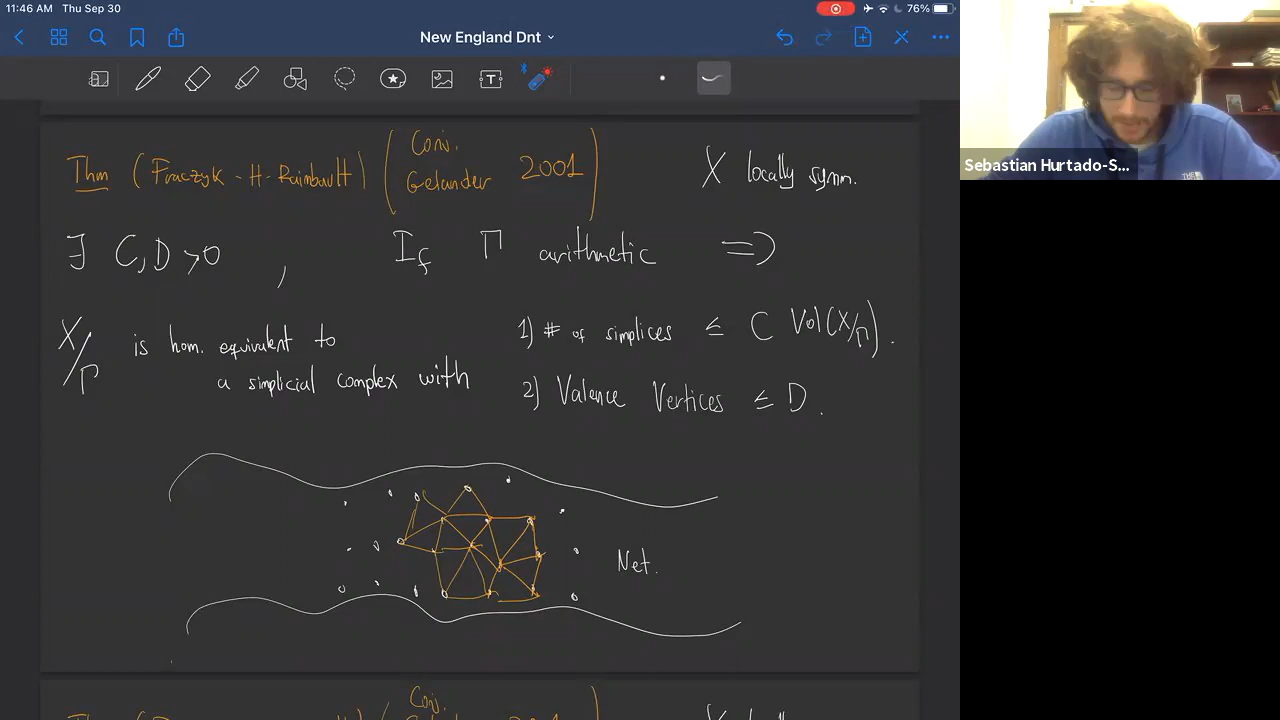 11:46 AM Thu Sep 30
76%
New England Dnt
T
Thm (Fraczyk - H - Raimbault) (Conj. Gelander 2001)
X locally symm.
∃ C, D > 0 , If Γ arithmetic =>
X/Γ is hom. equivalent to
a simplicial complex with
1) # of simplices ≤ C Vol(X/Γ).
2) Valence Vertices ≤ D.
Net.
Sebastian Hurtado-S...
THE